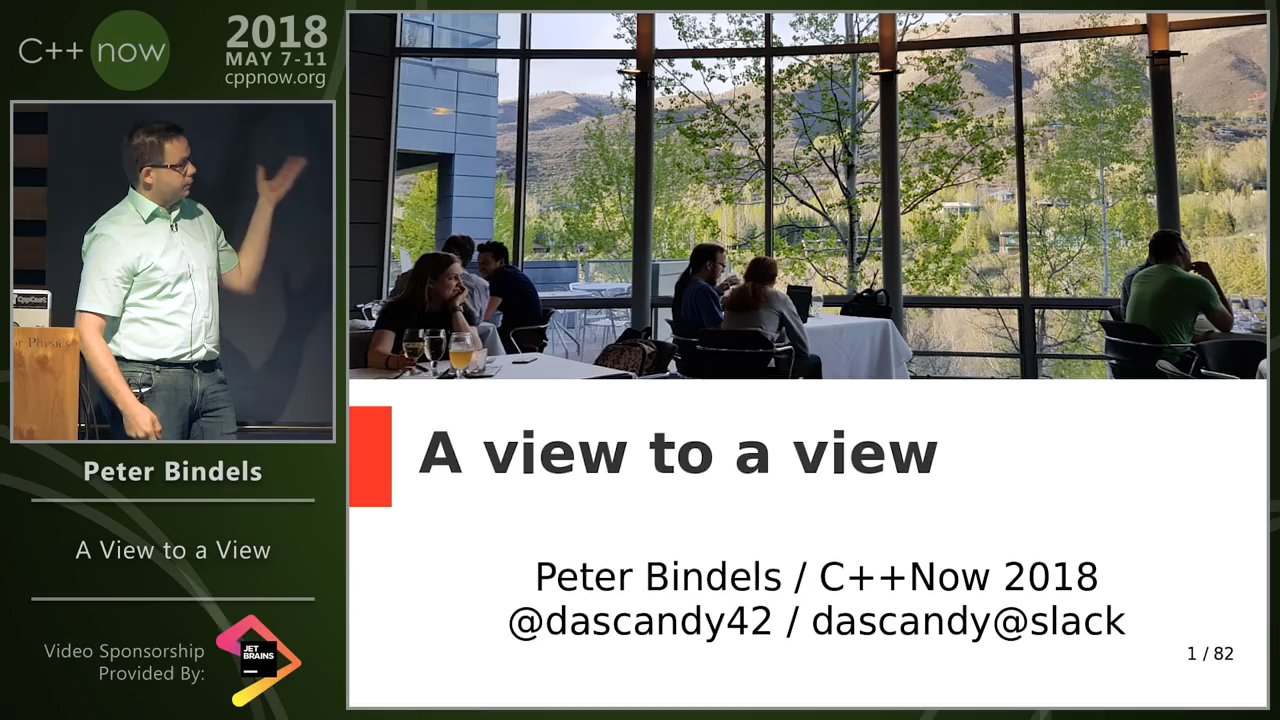 C++ now
2018
MAY 7-11
cppnow.org
CppCast
Peter Bindels
A View to a View
Video Sponsorship
Provided By:
JET
BRAINS
A view to a view
Peter Bindels / C++Now 2018
@dascandy42 / dascandy@slack
1 / 82